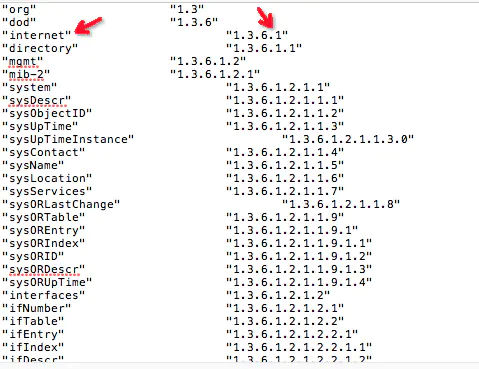 "org" "1.3"
"dod" "1.3.6"
"internet" "1.3.6.1"
"directory" "1.3.6.1.1"
"mgmt" "1.3.6.1.2"
"mib-2" "1.3.6.1.2.1"
"system" "1.3.6.1.2.1.1"
"sysDescr" "1.3.6.1.2.1.1.1"
"sysObjectID" "1.3.6.1.2.1.1.2"
"sysUpTime" "1.3.6.1.2.1.1.3"
"sysUpTimeInstance" "1.3.6.1.2.1.1.3.0"
"sysContact" "1.3.6.1.2.1.1.4"
"sysName" "1.3.6.1.2.1.1.5"
"sysLocation" "1.3.6.1.2.1.1.6"
"sysServices" "1.3.6.1.2.1.1.7"
"sysORLastChange" "1.3.6.1.2.1.1.8"
"sysORTable" "1.3.6.1.2.1.1.9"
"sysOREntry" "1.3.6.1.2.1.1.9.1"
"sysORIndex" "1.3.6.1.2.1.1.9.1.1"
"sysORID" "1.3.6.1.2.1.1.9.1.2"
"sysORDescr" "1.3.6.1.2.1.1.9.1.3"
"sysORUpTime" "1.3.6.1.2.1.1.9.1.4"
"interfaces" "1.3.6.1.2.1.2"
"ifNumber" "1.3.6.1.2.1.2.1"
"ifTable" "1.3.6.1.2.1.2.2"
"ifEntry" "1.3.6.1.2.1.2.2.1"
"ifIndex" "1.3.6.1.2.1.2.2.1.1"
"ifDescr" "1.3.6.1.2.1.2.2.1.2"